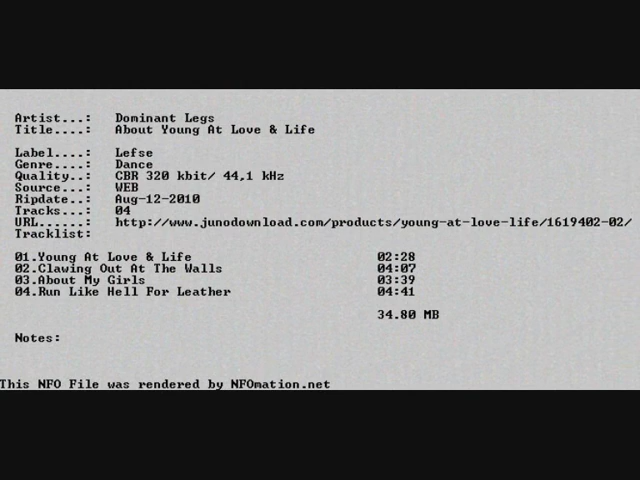 Artist...: Dominant Legs
Title....: About Young At Love & Life
Label....: Lefse
Genre....: Dance
Quality..: CBR 320 kbit/ 44,1 kHz
Source...: WEB
Ripdate..: Aug-12-2010
Tracks...: 04
URL......: http://www.junodownload.com/products/young-at-love-life/1619402-02/
Tracklist:
01.Young At Love & Life 02:28
02.Clawing Out At The Walls 04:07
03.About My Girls 03:39
04.Run Like Hell For Leather 04:41
34.80 MB
Notes:
This NFO File was rendered by NFOmation.net